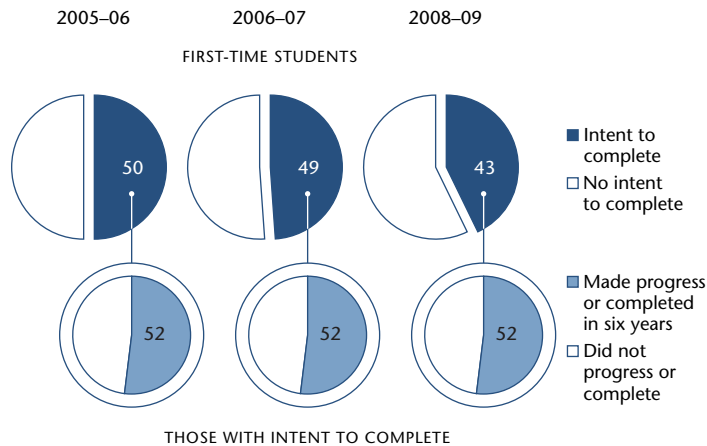 2005–06
2006–07
2008–09
FIRST-TIME STUDENTS
50
49
43
Intent to
complete
No intent
to complete
52
52
52
Made progress
or completed
in six years
Did not
progress or
complete
THOSE WITH INTENT TO COMPLETE